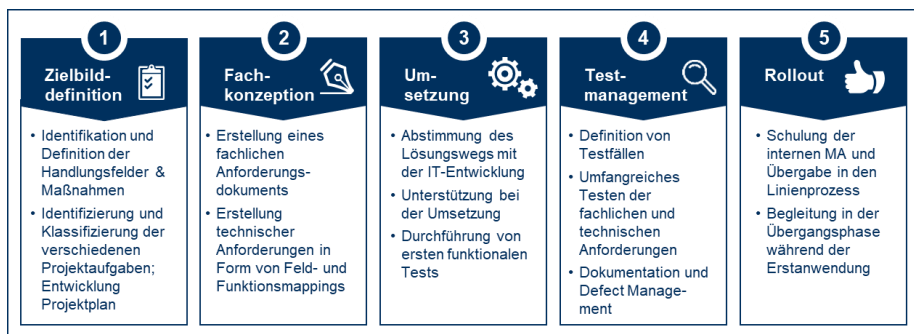 1
Zielbild-
definition
• Identifikation und
Definition der
Handlungsfelder &
Maßnahmen
• Identifizierung und
Klassifizierung der
verschiedenen
Projektaufgaben;
Entwicklung
Projektplan
2
Fach-
konzeption
• Erstellung eines
fachlichen
Anforderungs-
dokuments
• Erstellung
technischer
Anforderungen in
Form von Feld- und
Funktionsmappings
3
Um-
setzung
• Abstimmung des
Lösungswegs mit
der IT-Entwicklung
• Unterstützung bei
der Umsetzung
• Durchführung von
ersten funktionalen
Tests
4
Test-
management
• Definition von
Testfällen
• Umfangreiches
Testen der
fachlichen und
technischen
Anforderungen
• Dokumentation und
Defect Manage-
ment
5
Rollout
• Schulung der
internen MA und
Übergabe in den
Linienprozess
• Begleitung in der
Übergangsphase
während der
Erstanwendung